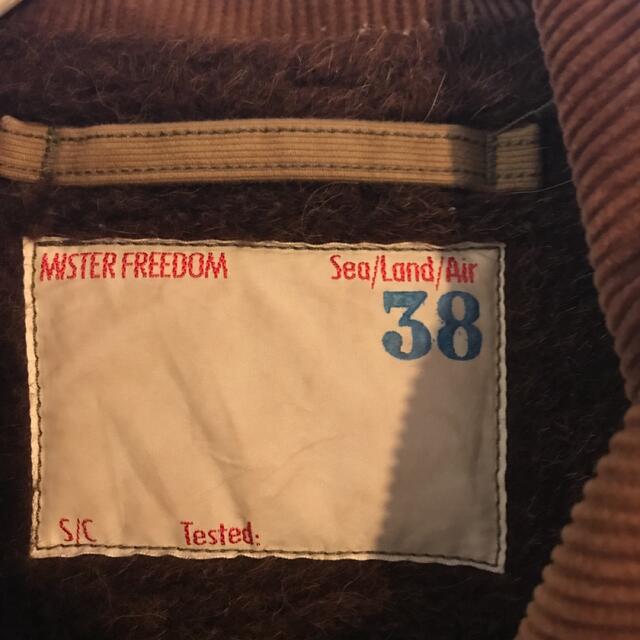 MISTER FREEDOM Sea/Land/Air
38
S/C Tested: